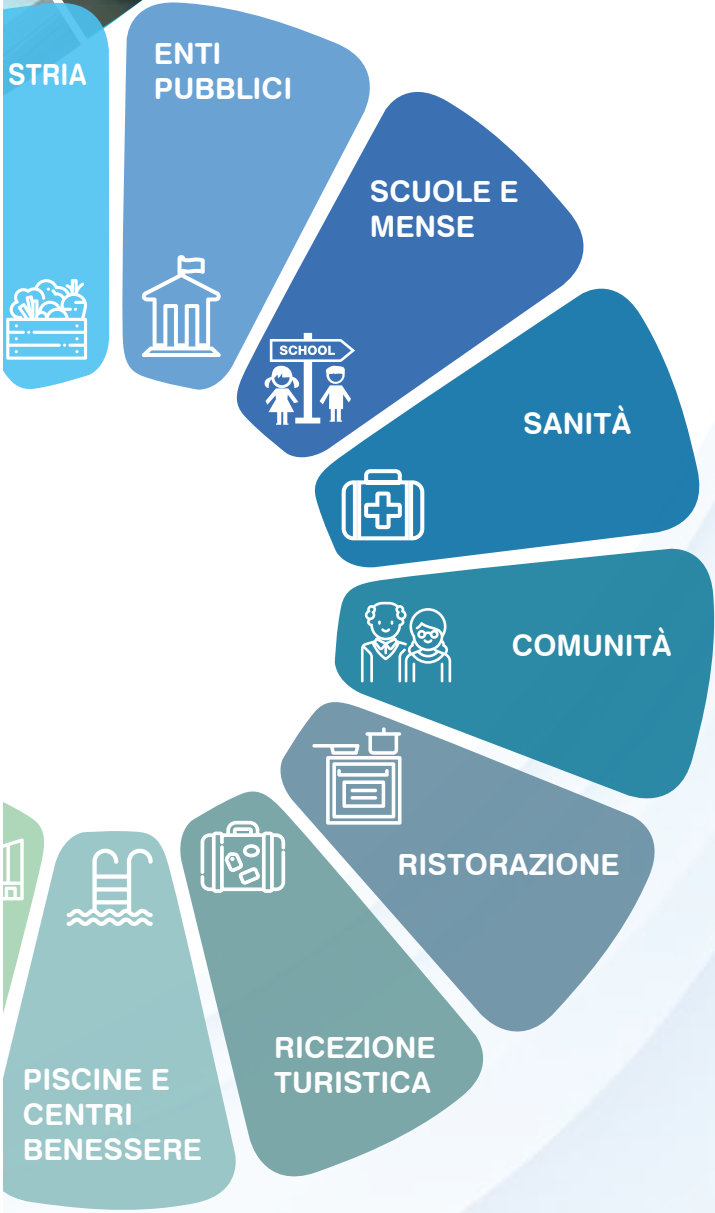 STRIA
ENTI
PUBBLICI
SCUOLE E
MENSE
SCHOOL
SANITÀ
COMUNITÀ
RISTORAZIONE
RICEZIONE
TURISTICA
PISCINE E
CENTRI
BENESSERE